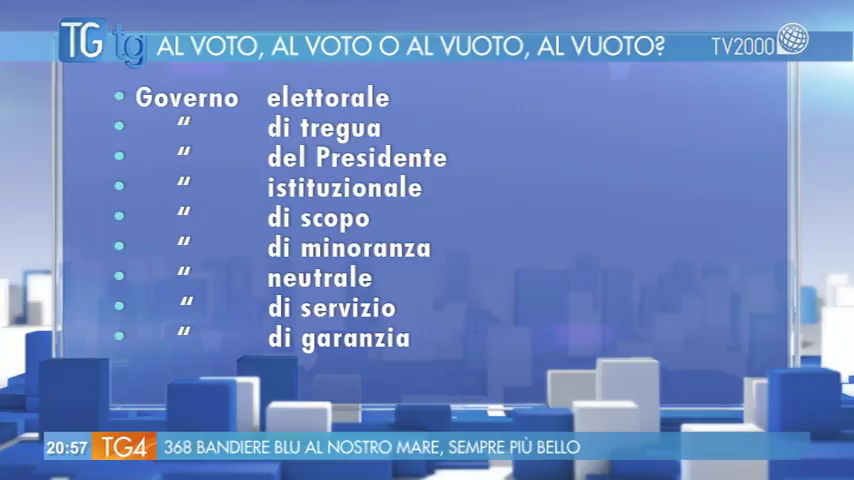 TG tg AL VOTO, AL VOTO O AL VUOTO, AL VUOTO? TV2000
• Governo elettorale
• “ di tregua
• “ del Presidente
• “ istituzionale
• “ di scopo
• “ di minoranza
• “ neutrale
• “ di servizio
• “ di garanzia
20:57 TG4 368 BANDIERE BLU AL NOSTRO MARE, SEMPRE PIÙ BELLO